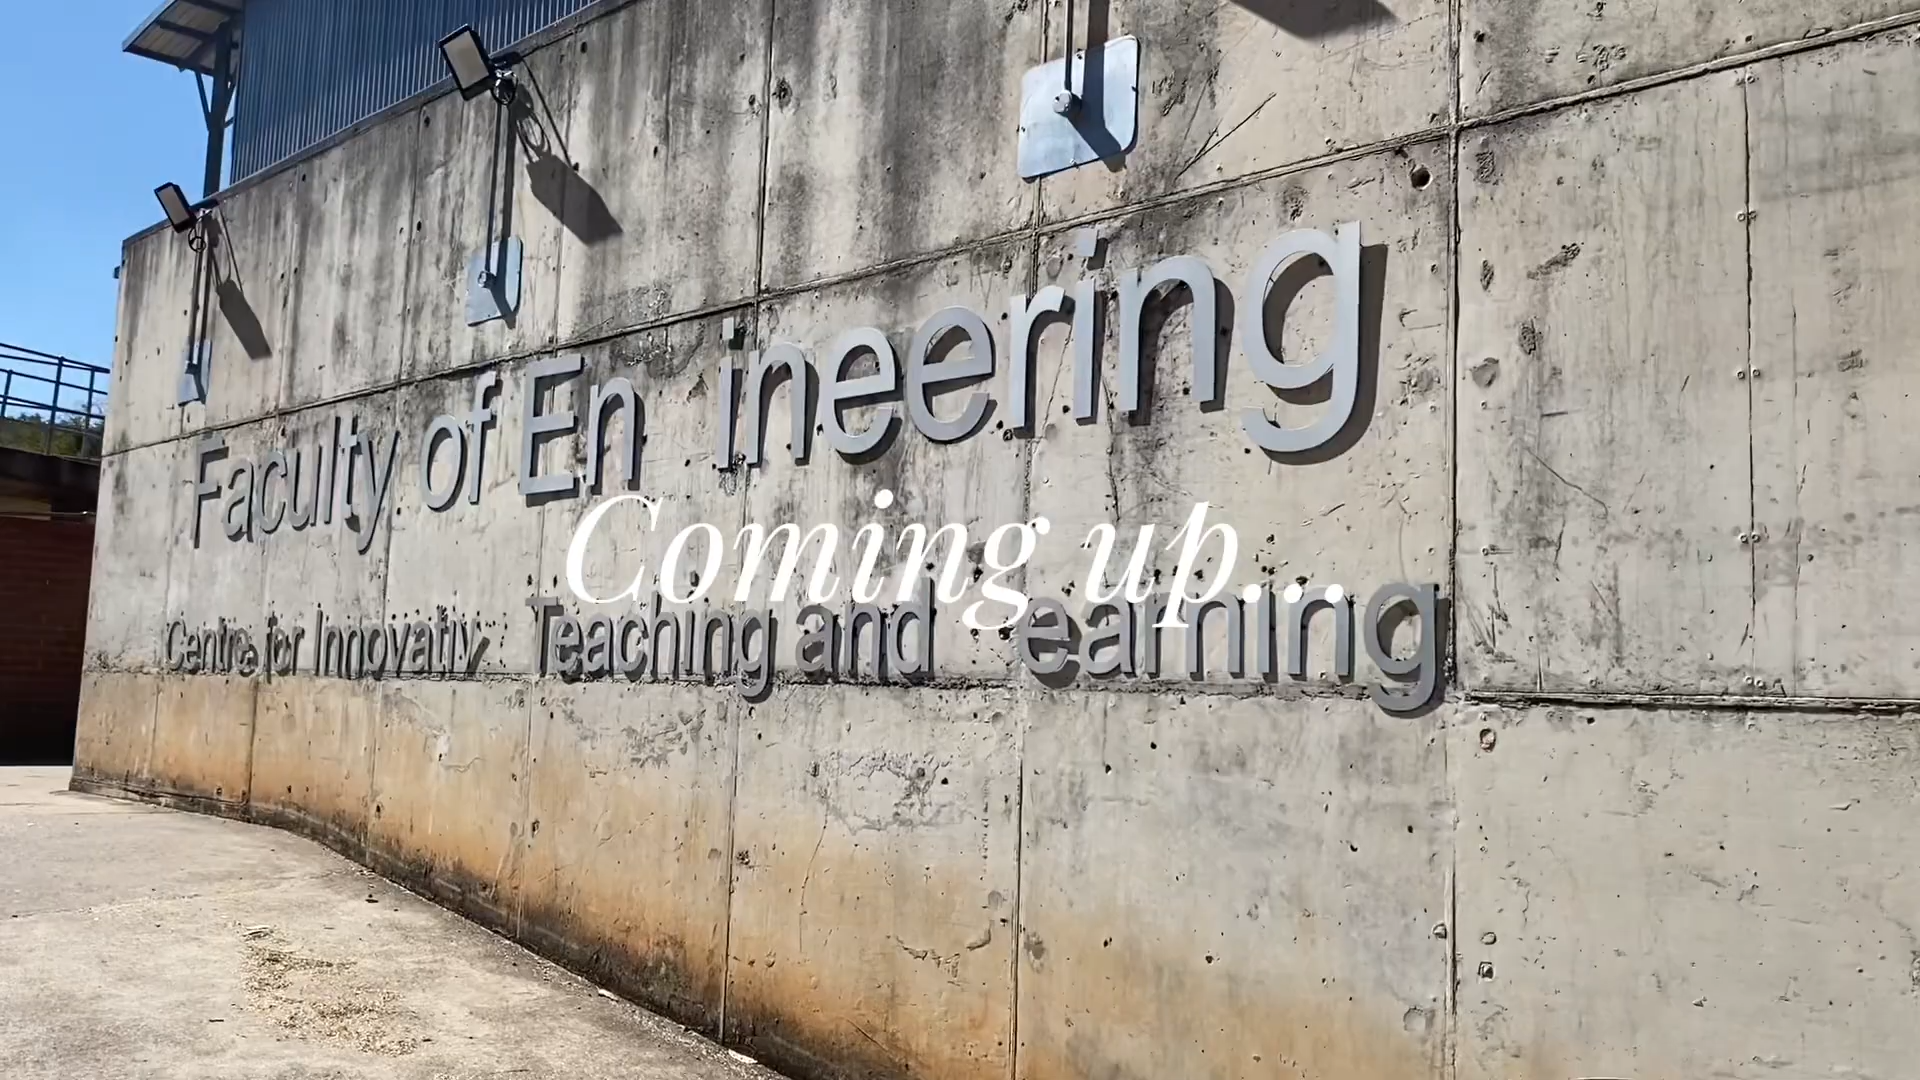 Faculty of En ineering
Coming up...
Centre for Innovativ Teaching and earning